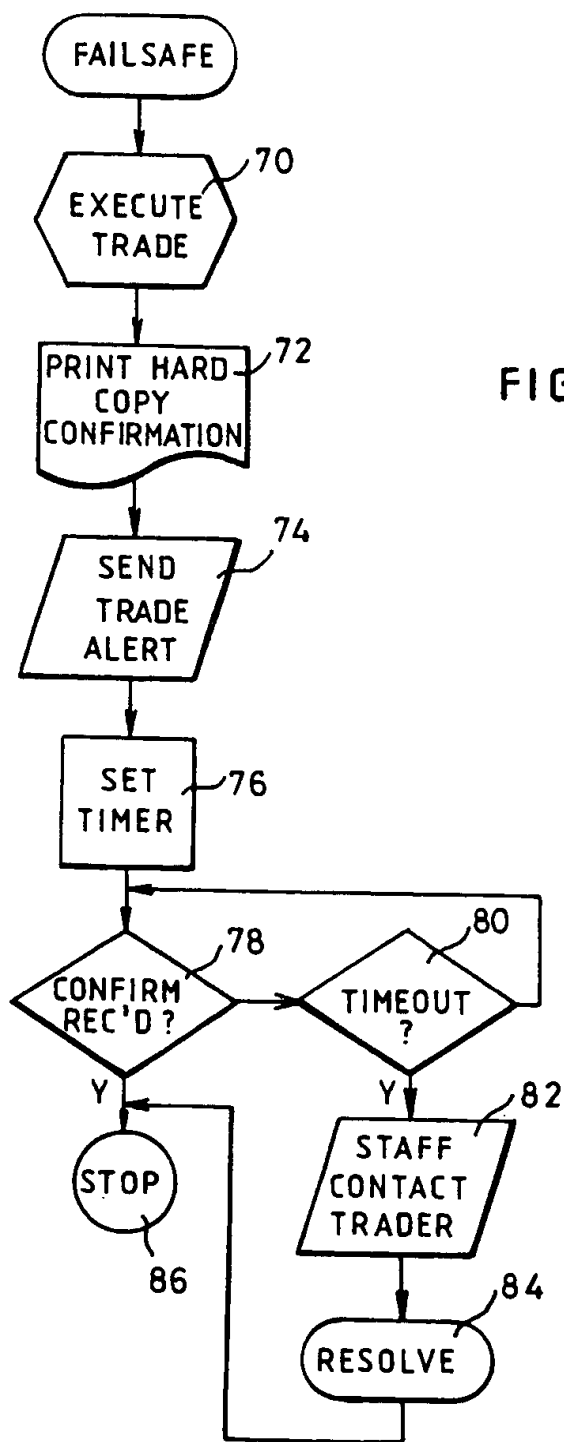 FAILSAFE
70
EXECUTE
TRADE
72
PRINT HARD
COPY
CONFIRMATION
FIG
74
SEND
TRADE
ALERT
SET
TIMER
76
78
CONFIRM
REC'D?
80
TIMEOUT
?
Y
Y
82
STOP
86
STAFF
CONTACT
TRADER
84
RESOLVE